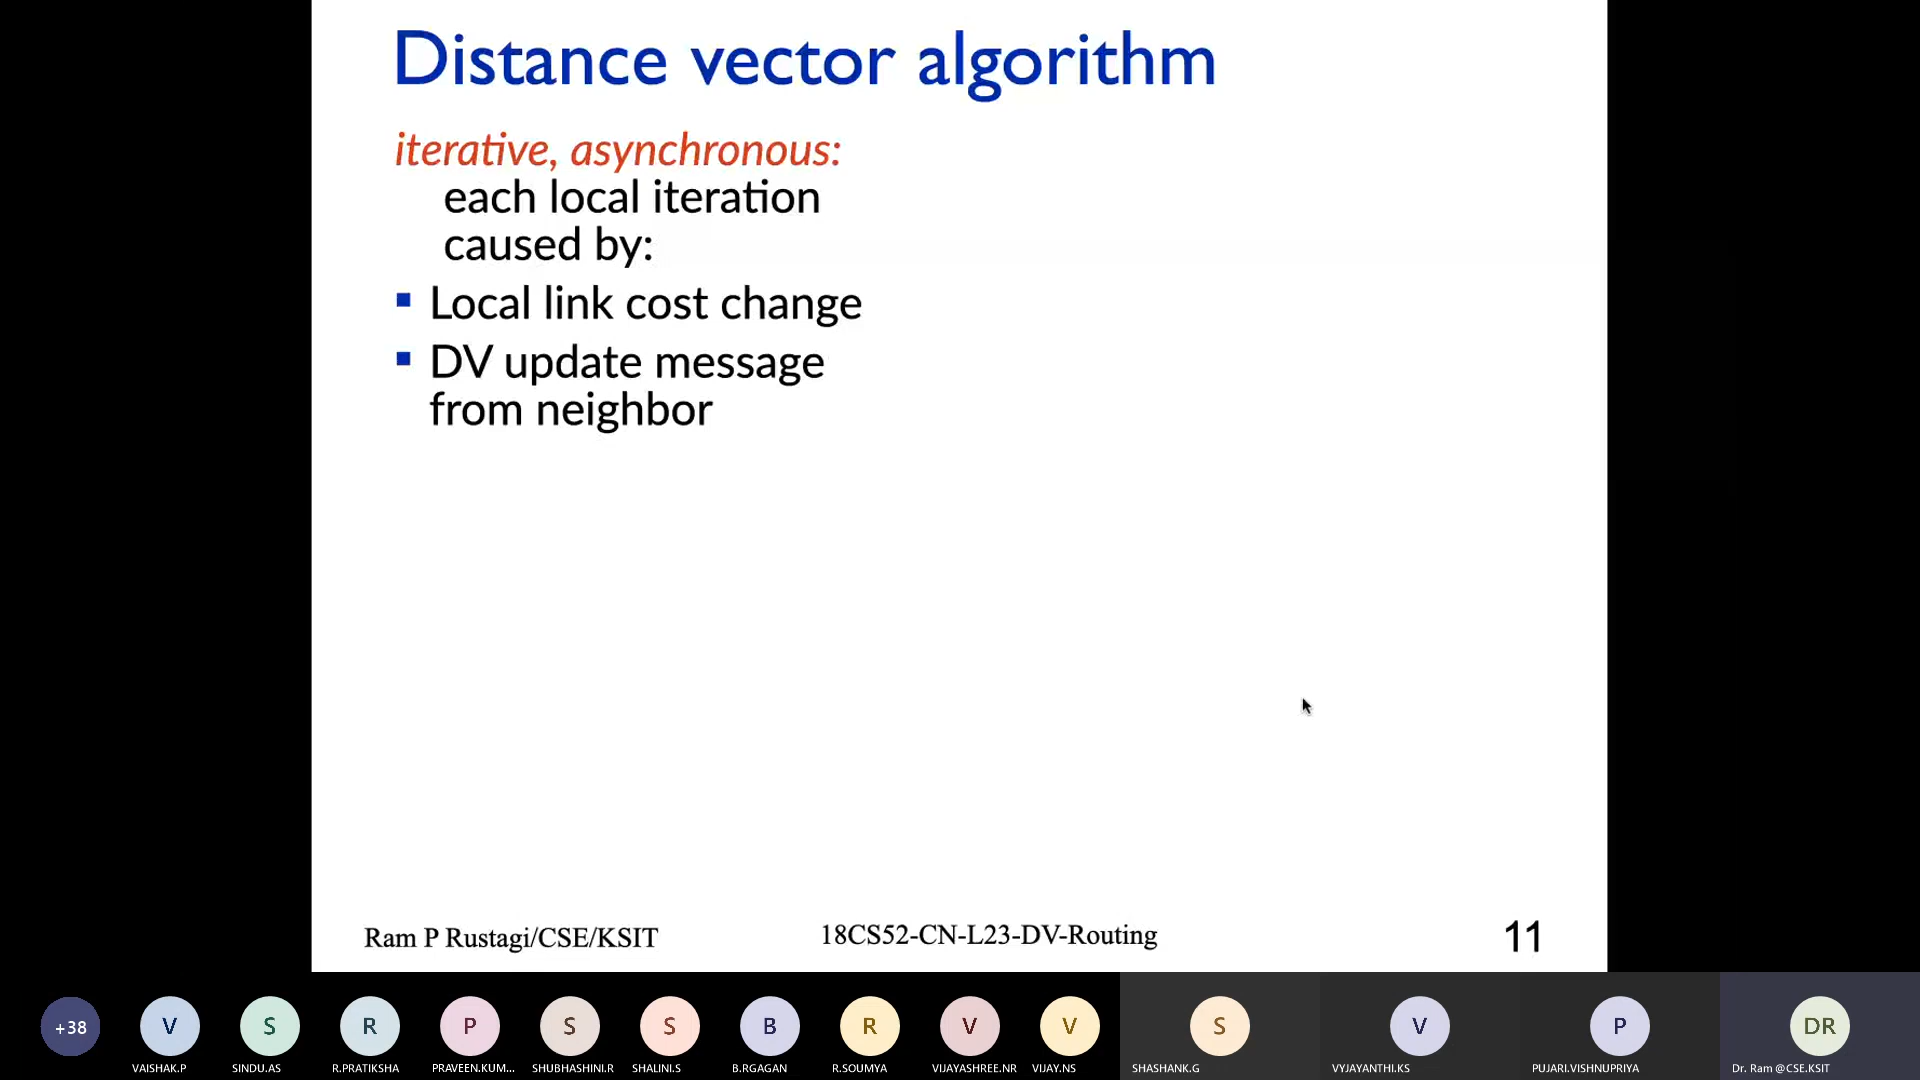 Distance vector algorithm
iterative, asynchronous:
each local iteration
caused by:
Local link cost change
DV update message
from neighbor
Ram P Rustagi/CSE/KSIT
18CS52-CN-L23-DV-Routing
11
+38
V
S
R
P
S
S
B
R
V
V
S
V
P
DR
VAISHAK.P
SINDU.AS
R.PRATIKSHA
PRAVEEN.KUM...
SHUBHASHINI.R
SHALINI.S
B.RGAGAN
R.SOUMYA
VIJAYASHREE.NR
VIJAY.NS
SHASHANK.G
VYJAYANTHI.KS
PUJARI.VISHNUPRIYA
Dr. Ram @CSE.KSIT